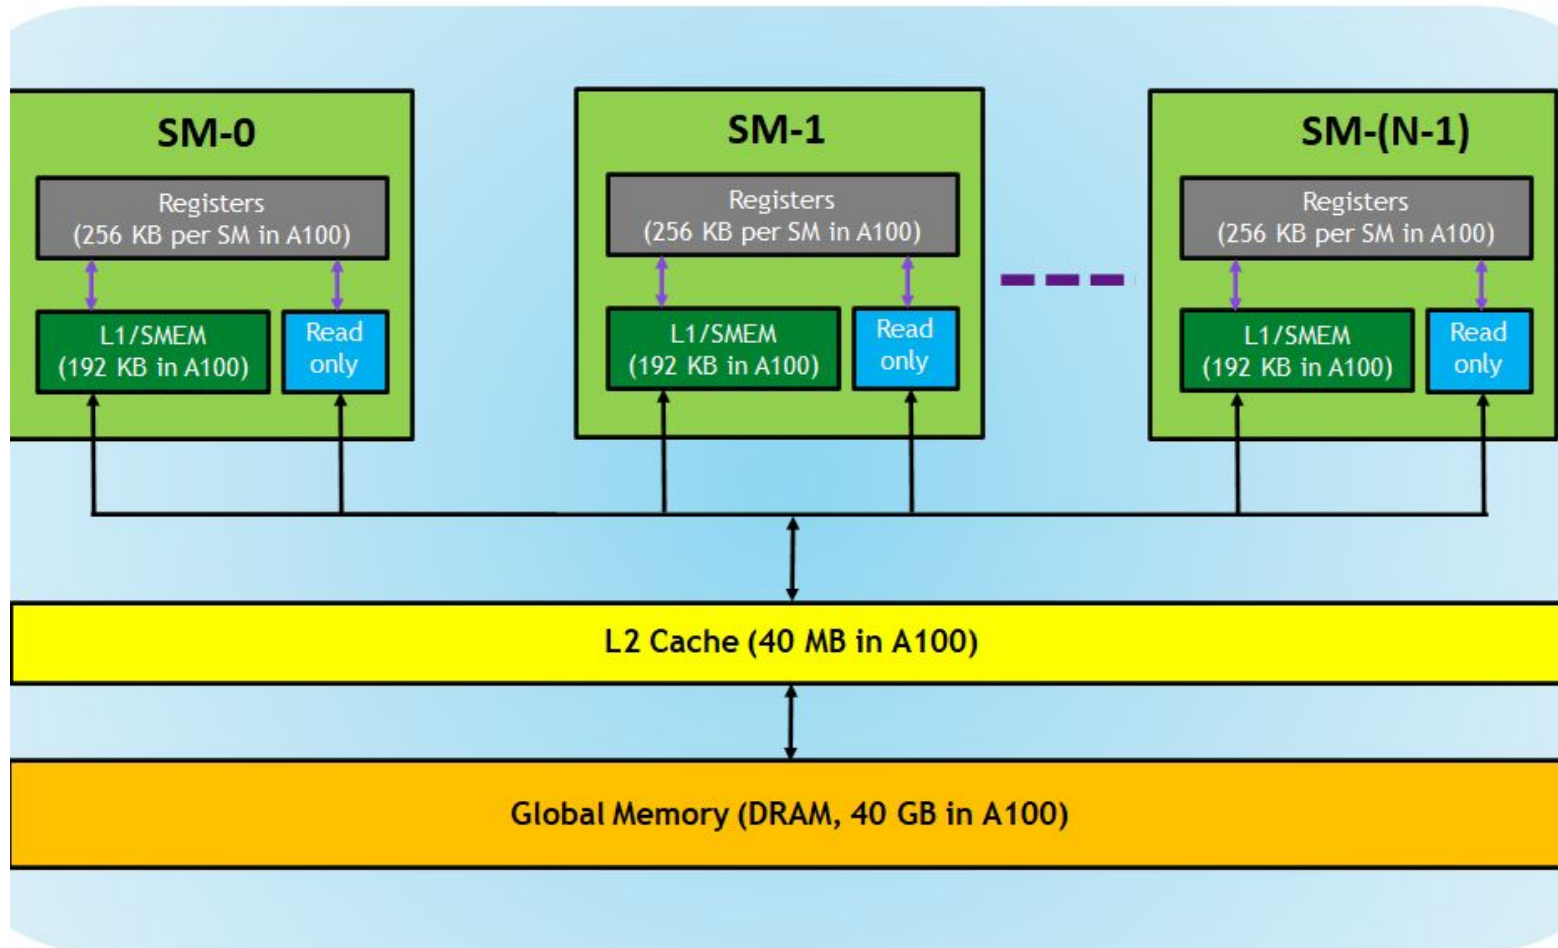 SM-0
Registers
(256 KB per SM in A100)
L1/SMEM
(192 KB in A100)
Read
only
SM-1
Registers
(256 KB per SM in A100)
L1/SMEM
(192 KB in A100)
Read
only
SM-(N-1)
Registers
(256 KB per SM in A100)
L1/SMEM
(192 KB in A100)
Read
only
L2 Cache (40 MB in A100)
Global Memory (DRAM, 40 GB in A100)